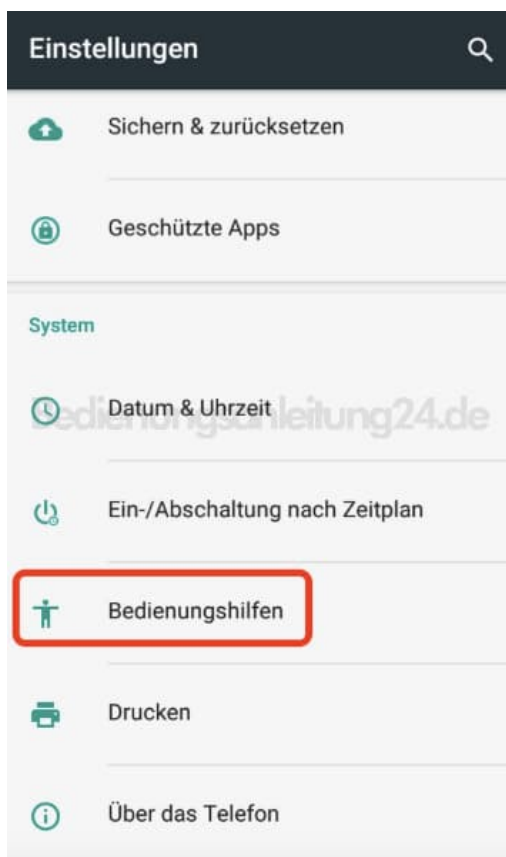 Einstellungen
Sichern & zurücksetzen
Geschützte Apps
System
Datum & Uhrzeit
bedienungsanleitung24.de
Ein-/Abschaltung nach Zeitplan
Bedienungshilfen
Drucken
Über das Telefon